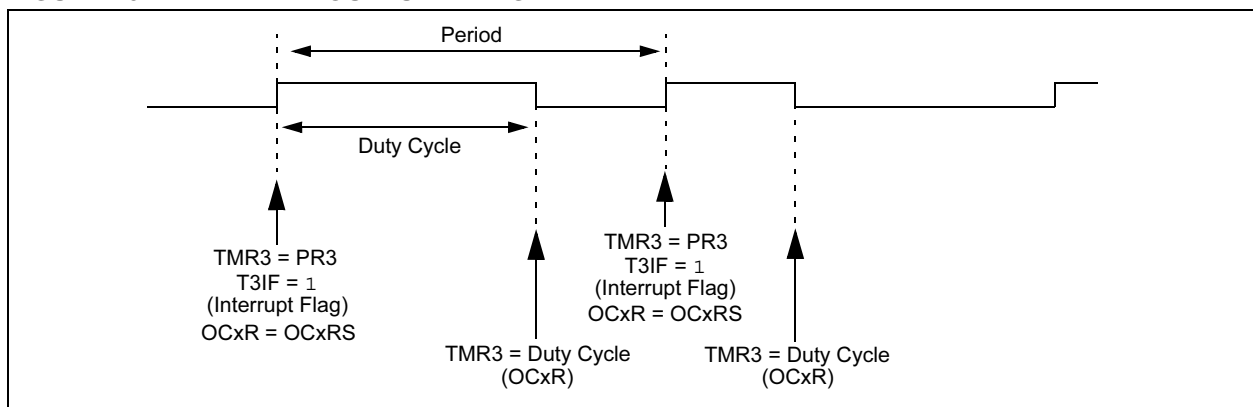 Period
Duty Cycle
TMR3 = PR3
T3IF = 1
(Interrupt Flag)
OCxR = OCxRS
TMR3 = Duty Cycle
(OCxR)
TMR3 = PR3
T3IF = 1
(Interrupt Flag)
OCxR = OCxRS
TMR3 = Duty Cycle
(OCxR)